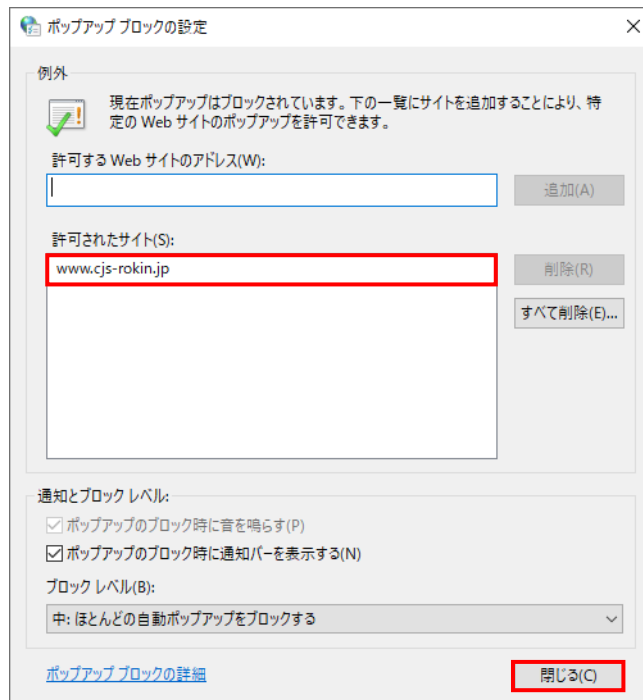 ポップアップ ブロックの設定
例外
現在ポップアップはブロックされています。下の一覧にサイトを追加することにより、特
定の Web サイトのポップアップを許可できます。
許可する Web サイトのアドレス(W):
追加(A)
許可されたサイト(S):
www.cjs-rokin.jp
削除(R)
すべて削除(E)...
通知とブロック レベル:
ポップアップのブロック時に音を鳴らす(P)
ポップアップのブロック時に通知バーを表示する(N)
ブロック レベル(B):
中: ほとんどの自動ポップアップをブロックする
ポップアップ ブロックの詳細
閉じる(C)